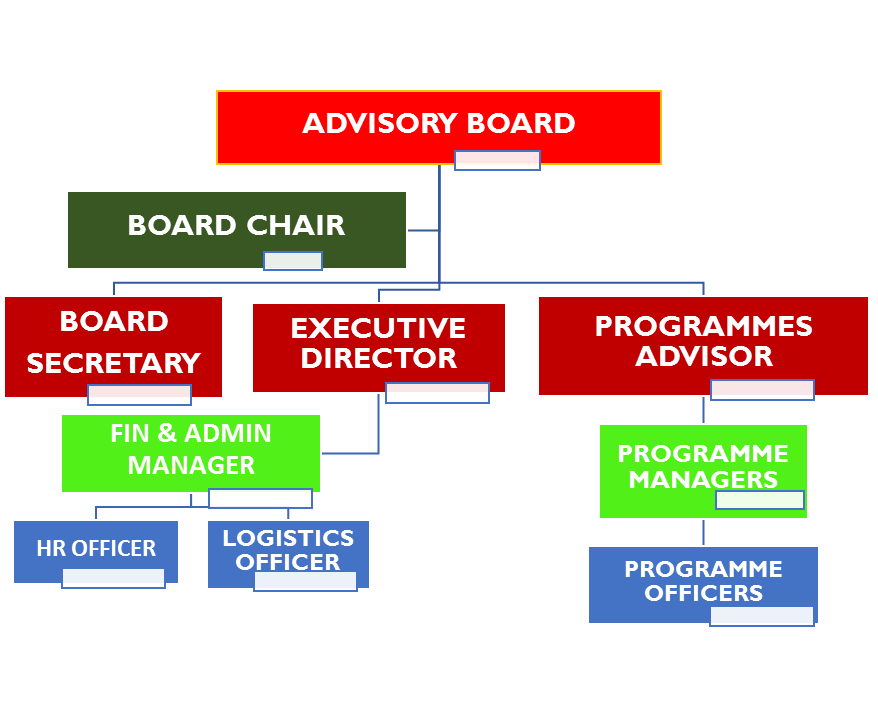 ADVISORY BOARD
BOARD CHAIR
BOARD
SECRETARY
EXECUTIVE
DIRECTOR
PROGRAMMES
ADVISOR
FIN & ADMIN
MANAGER
PROGRAMME
MANAGERS
HR OFFICER
LOGISTICS
OFFICER
PROGRAMME
OFFICERS